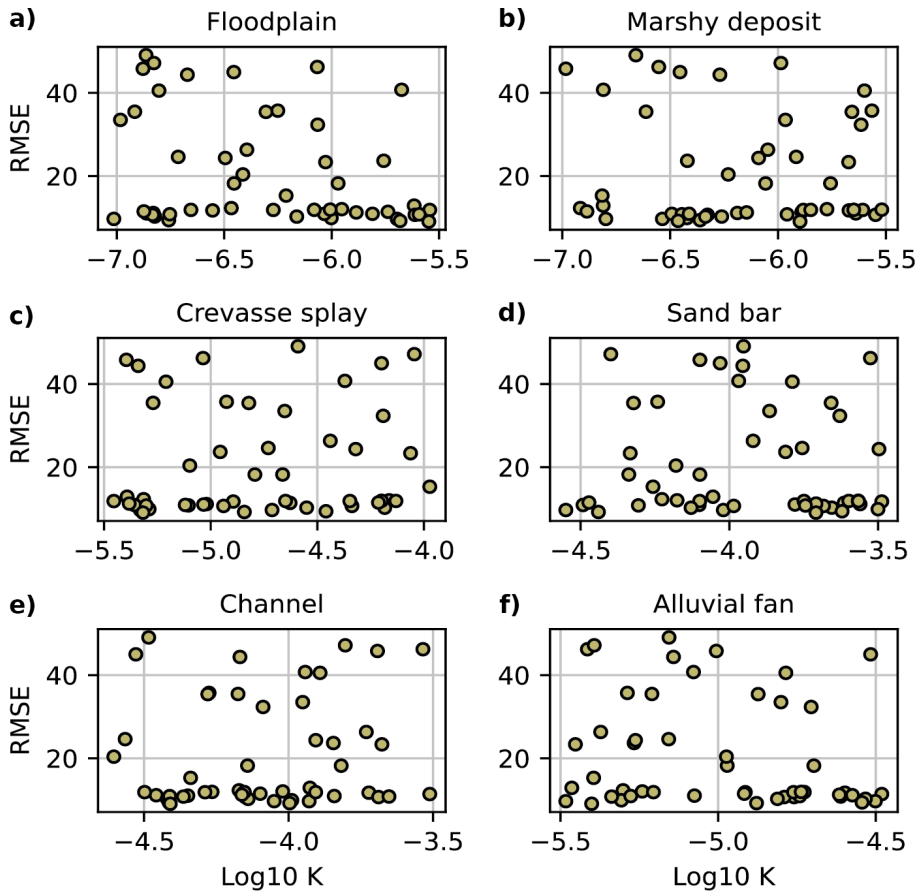 a) Floodplain
b) Marshy deposit
RMSE
40
20
−7.0 −6.5 −6.0 −5.5
−7.0 −6.5 −6.0 −5.5
c) Crevasse splay
d) Sand bar
RMSE
40
20
40
20
−5.5 −5.0 −4.5 −4.0
−4.5 −4.0 −3.5
e) Channel
f) Alluvial fan
RMSE
40
20
40
20
−4.5 −4.0 −3.5
−5.5 −5.0 −4.5
Log10 K
Log10 K